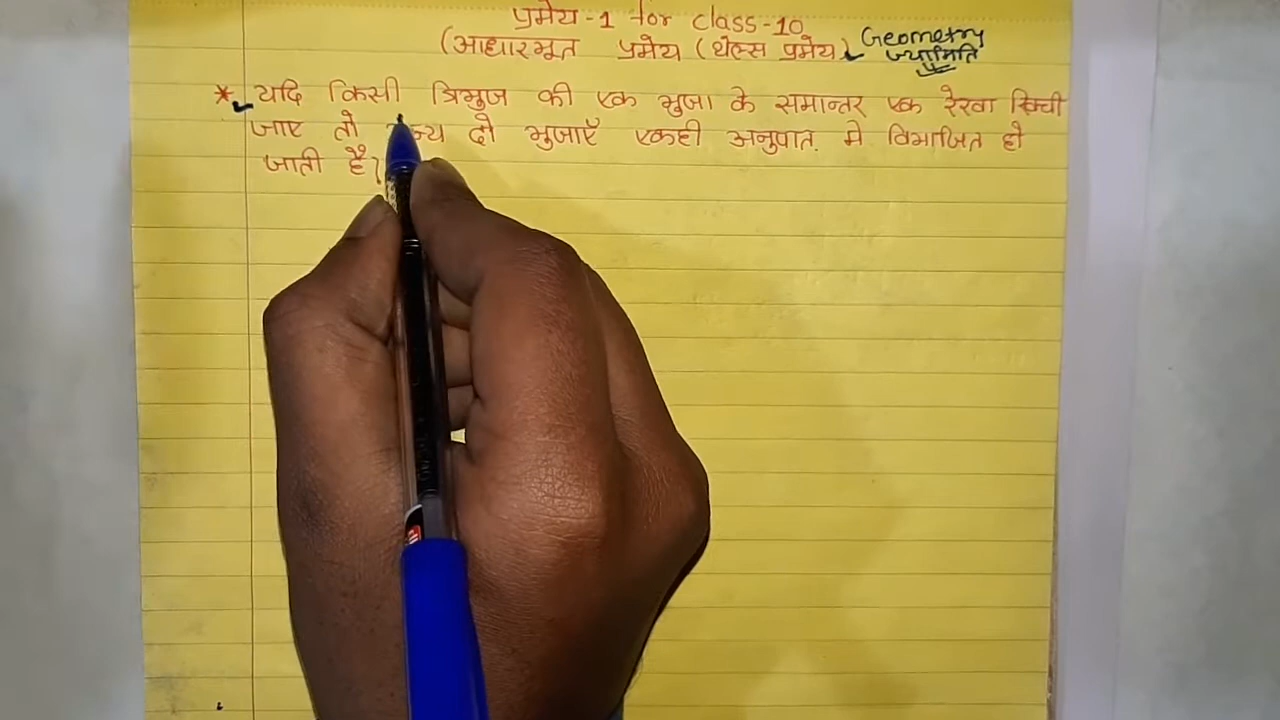 प्रमेय-1 for class-10
(आधारभूत प्रमेय (थेल्स प्रमेय) Geometry
ज्यामिति
* यदि किसी त्रिभुज की एक भुजा के समान्तर एक रेखा खिची
जाए तो दो भुजाएँ एकही अनुपात में विभाजित हो
जाती है?